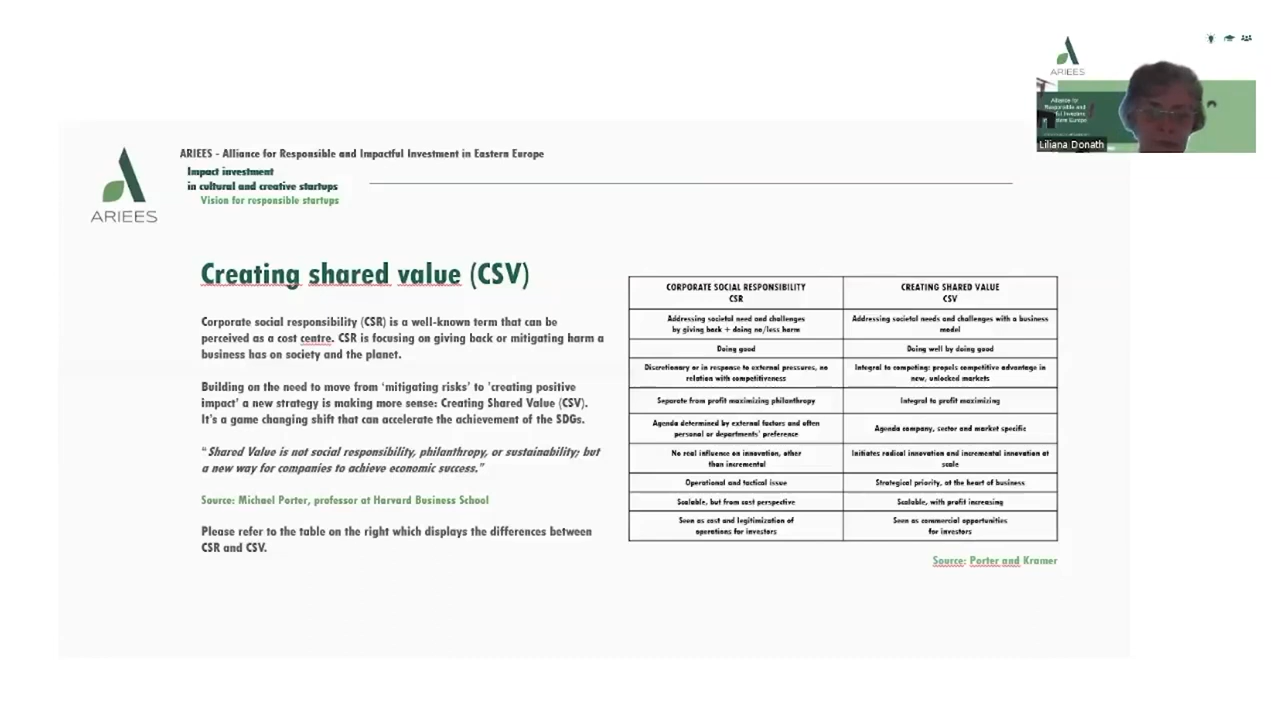 ARIEES
Alliance for
Responsible and
Liliana Donath
ARIEES
ARIEES - Alliance for Responsible and Impactful Investment in Eastern Europe
Impact investment
in cultural and creative startups
Vision for responsible startups
Creating shared value (CSV)
Corporate social responsibility (CSR) is a well-known term that can be
perceived as a cost centre. CSR is focusing on giving back or mitigating harm a
business has on society and the planet.
Building on the need to move from ‘mitigating risks’ to ’creating positive
impact’ a new strategy is making more sense: Creating Shared Value (CSV).
It’s a game changing shift that can accelerate the achievement of the SDGs.
“Shared Value is not social responsibility, philanthropy, or sustainability; but
a new way for companies to achieve economic success.”
Source: Michael Porter, professor at Harvard Business School
Please refer to the table on the right which displays the differences between
CSR and CSV.
CORPORATE SOCIAL RESPONSIBILITY
CSR
CREATING SHARED VALUE
CSV
Addressing societal need and challenges
by giving back + doing no/less harm
Addressing societal needs and challenges with a business
model
Doing good
Doing well by doing good
Discretionary or in response to external pressures, no
relation with competitiveness
Integral to competing: propels competitive advantage in
new, unlocked markets
Separate from profit maximizing philanthropy
Integral to profit maximizing
Agenda determined by external factors and often
personal or departments’ preference
Agenda company, sector and market specific
No real influence on innovation, other
than incremental
Initiates radical innovation and incremental innovation at
scale
Operational and tactical issue
Strategical priority, at the heart of business
Scalable, but from cost perspective
Scalable, with profit increasing
Seen as cost and legitimization of
operations for investors
Seen as commercial opportunities
for investors
Source: Porter and Kramer